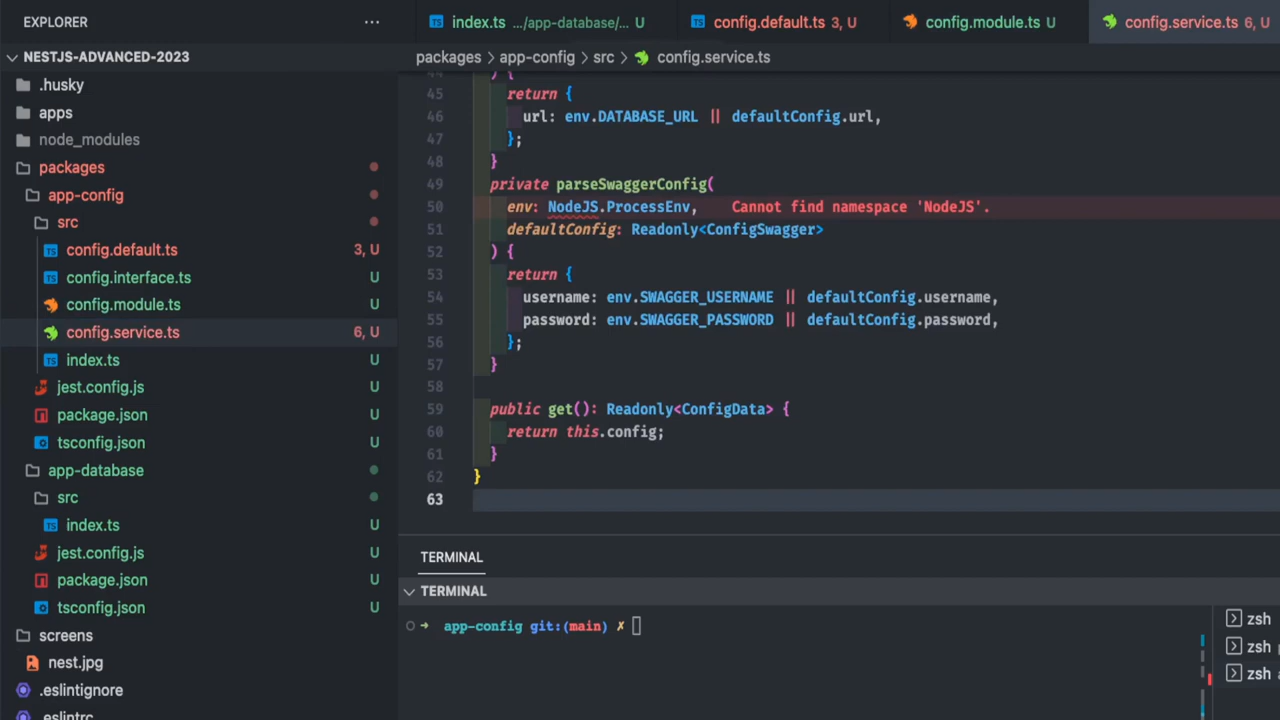 EXPLORER
...
NESTJS-ADVANCED-2023
.husky
apps
node_modules
packages
app-config
src
config.default.ts 3, U
config.interface.ts U
config.module.ts U
config.service.ts 6, U
index.ts U
jest.config.js U
package.json U
tsconfig.json U
app-database
src
index.ts U
jest.config.js U
package.json U
tsconfig.json U
screens
nest.jpg
.eslintignore
.eslintrc
index.ts .../app-database/... U
config.default.ts 3, U
config.module.ts U
config.service.ts 6, U
packages > app-config > src > config.service.ts
44 ) {
45 return {
46 url: env.DATABASE_URL || defaultConfig.url,
47 };
48 }
49 private parseSwaggerConfig(
50 env: NodeJS.ProcessEnv, Cannot find namespace 'NodeJS'.
51 defaultConfig: Readonly<ConfigSwagger>
52 ) {
53 return {
54 username: env.SWAGGER_USERNAME || defaultConfig.username,
55 password: env.SWAGGER_PASSWORD || defaultConfig.password,
56 };
57 }
58
59 public get(): Readonly<ConfigData> {
60 return this.config;
61 }
62 }
63
TERMINAL
TERMINAL
app-config git:(main) ✗
zsh
zsh
zsh